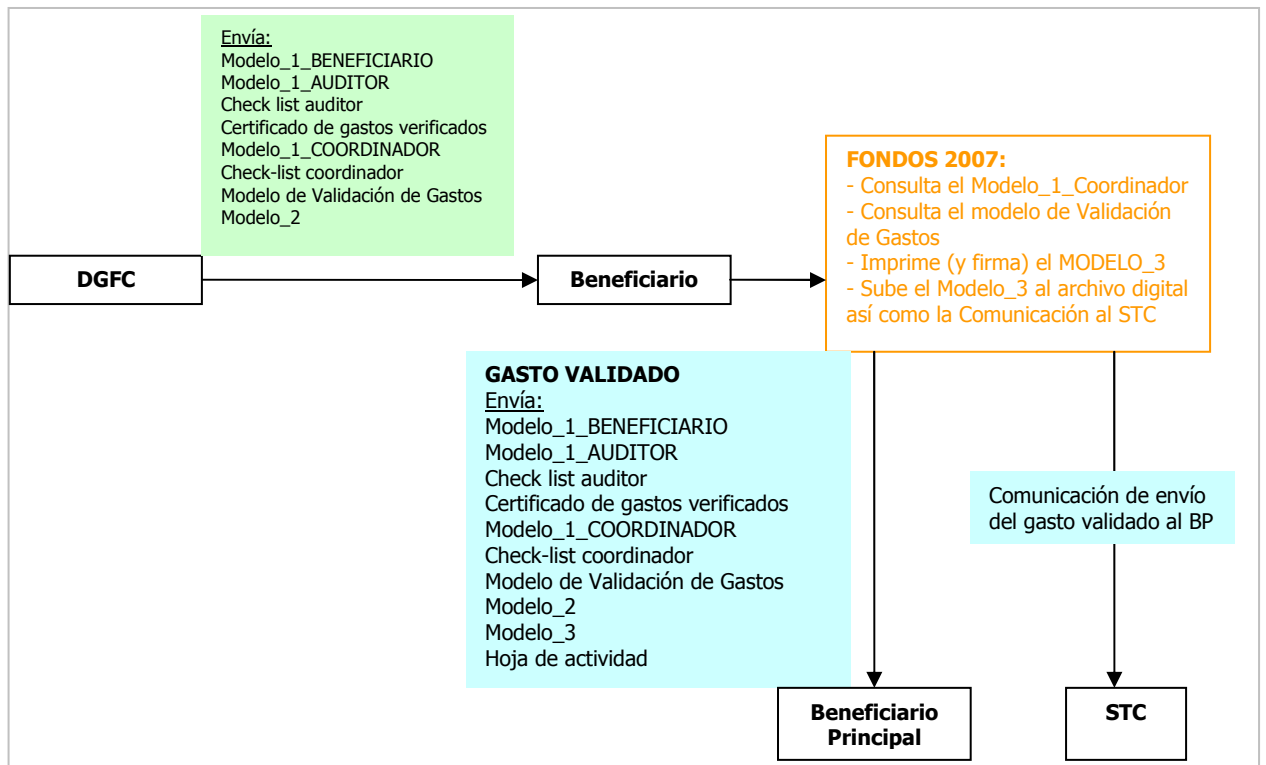 Envía:
Modelo_1_BENEFICIARIO
Modelo_1_AUDITOR
Check list auditor
Certificado de gastos verificados
Modelo_1_COORDINADOR
Check-list coordinador
Modelo de Validación de Gastos
Modelo_2
DGFC
Beneficiario
FONDOS 2007:
- Consulta el Modelo_1_Coordinador
- Consulta el modelo de Validación
de Gastos
- Imprime (y firma) el MODELO_3
- Sube el Modelo_3 al archivo digital
así como la Comunicación al STC
GASTO VALIDADO
Envía:
Modelo_1_BENEFICIARIO
Modelo_1_AUDITOR
Check list auditor
Certificado de gastos verificados
Modelo_1_COORDINADOR
Check-list coordinador
Modelo de Validación de Gastos
Modelo_2
Modelo_3
Hoja de actividad
Comunicación de envío
del gasto validado al BP
Beneficiario
Principal
STC